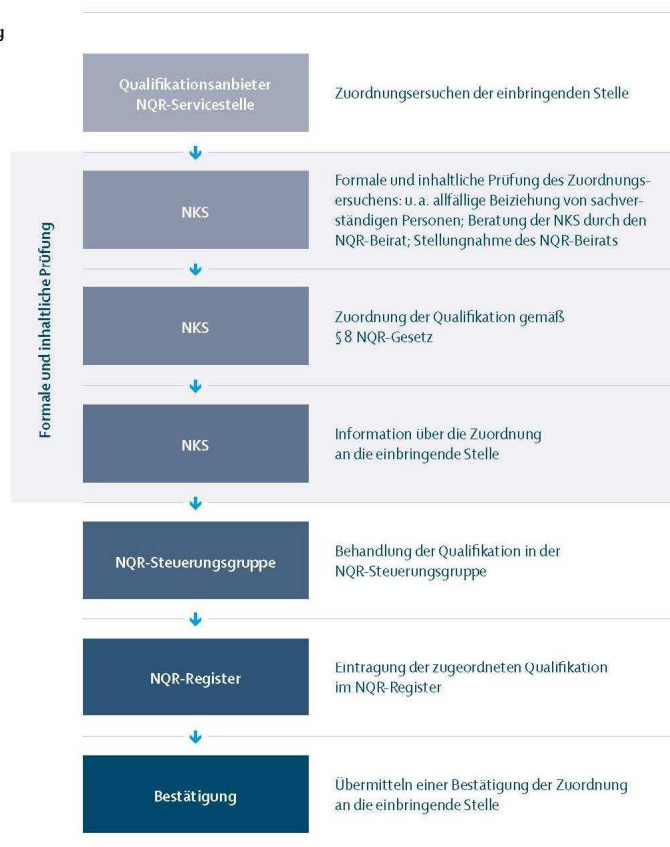 g
Qualifikationsanbieter
NQR-Servicestelle
Zuordnungsersuchen der einbringenden Stelle
Formale und inhaltliche Prüfung
NKS
Formale und inhaltliche Prüfung des Zuordnungs-
ersuchens: u. a. allfällige Beiziehung von sachver-
ständigen Personen; Beratung der NKS durch den
NQR-Beirat; Stellungnahme des NQR-Beirats
NKS
Zuordnung der Qualifikation gemäß
§ 8 NQR-Gesetz
NKS
Information über die Zuordnung
an die einbringende Stelle
NQR-Steuerungsgruppe
Behandlung der Qualifikation in der
NQR-Steuerungsgruppe
NQR-Register
Eintragung der zugeordneten Qualifikation
im NQR-Register
Bestätigung
Übermitteln einer Bestätigung der Zuordnung
an die einbringende Stelle